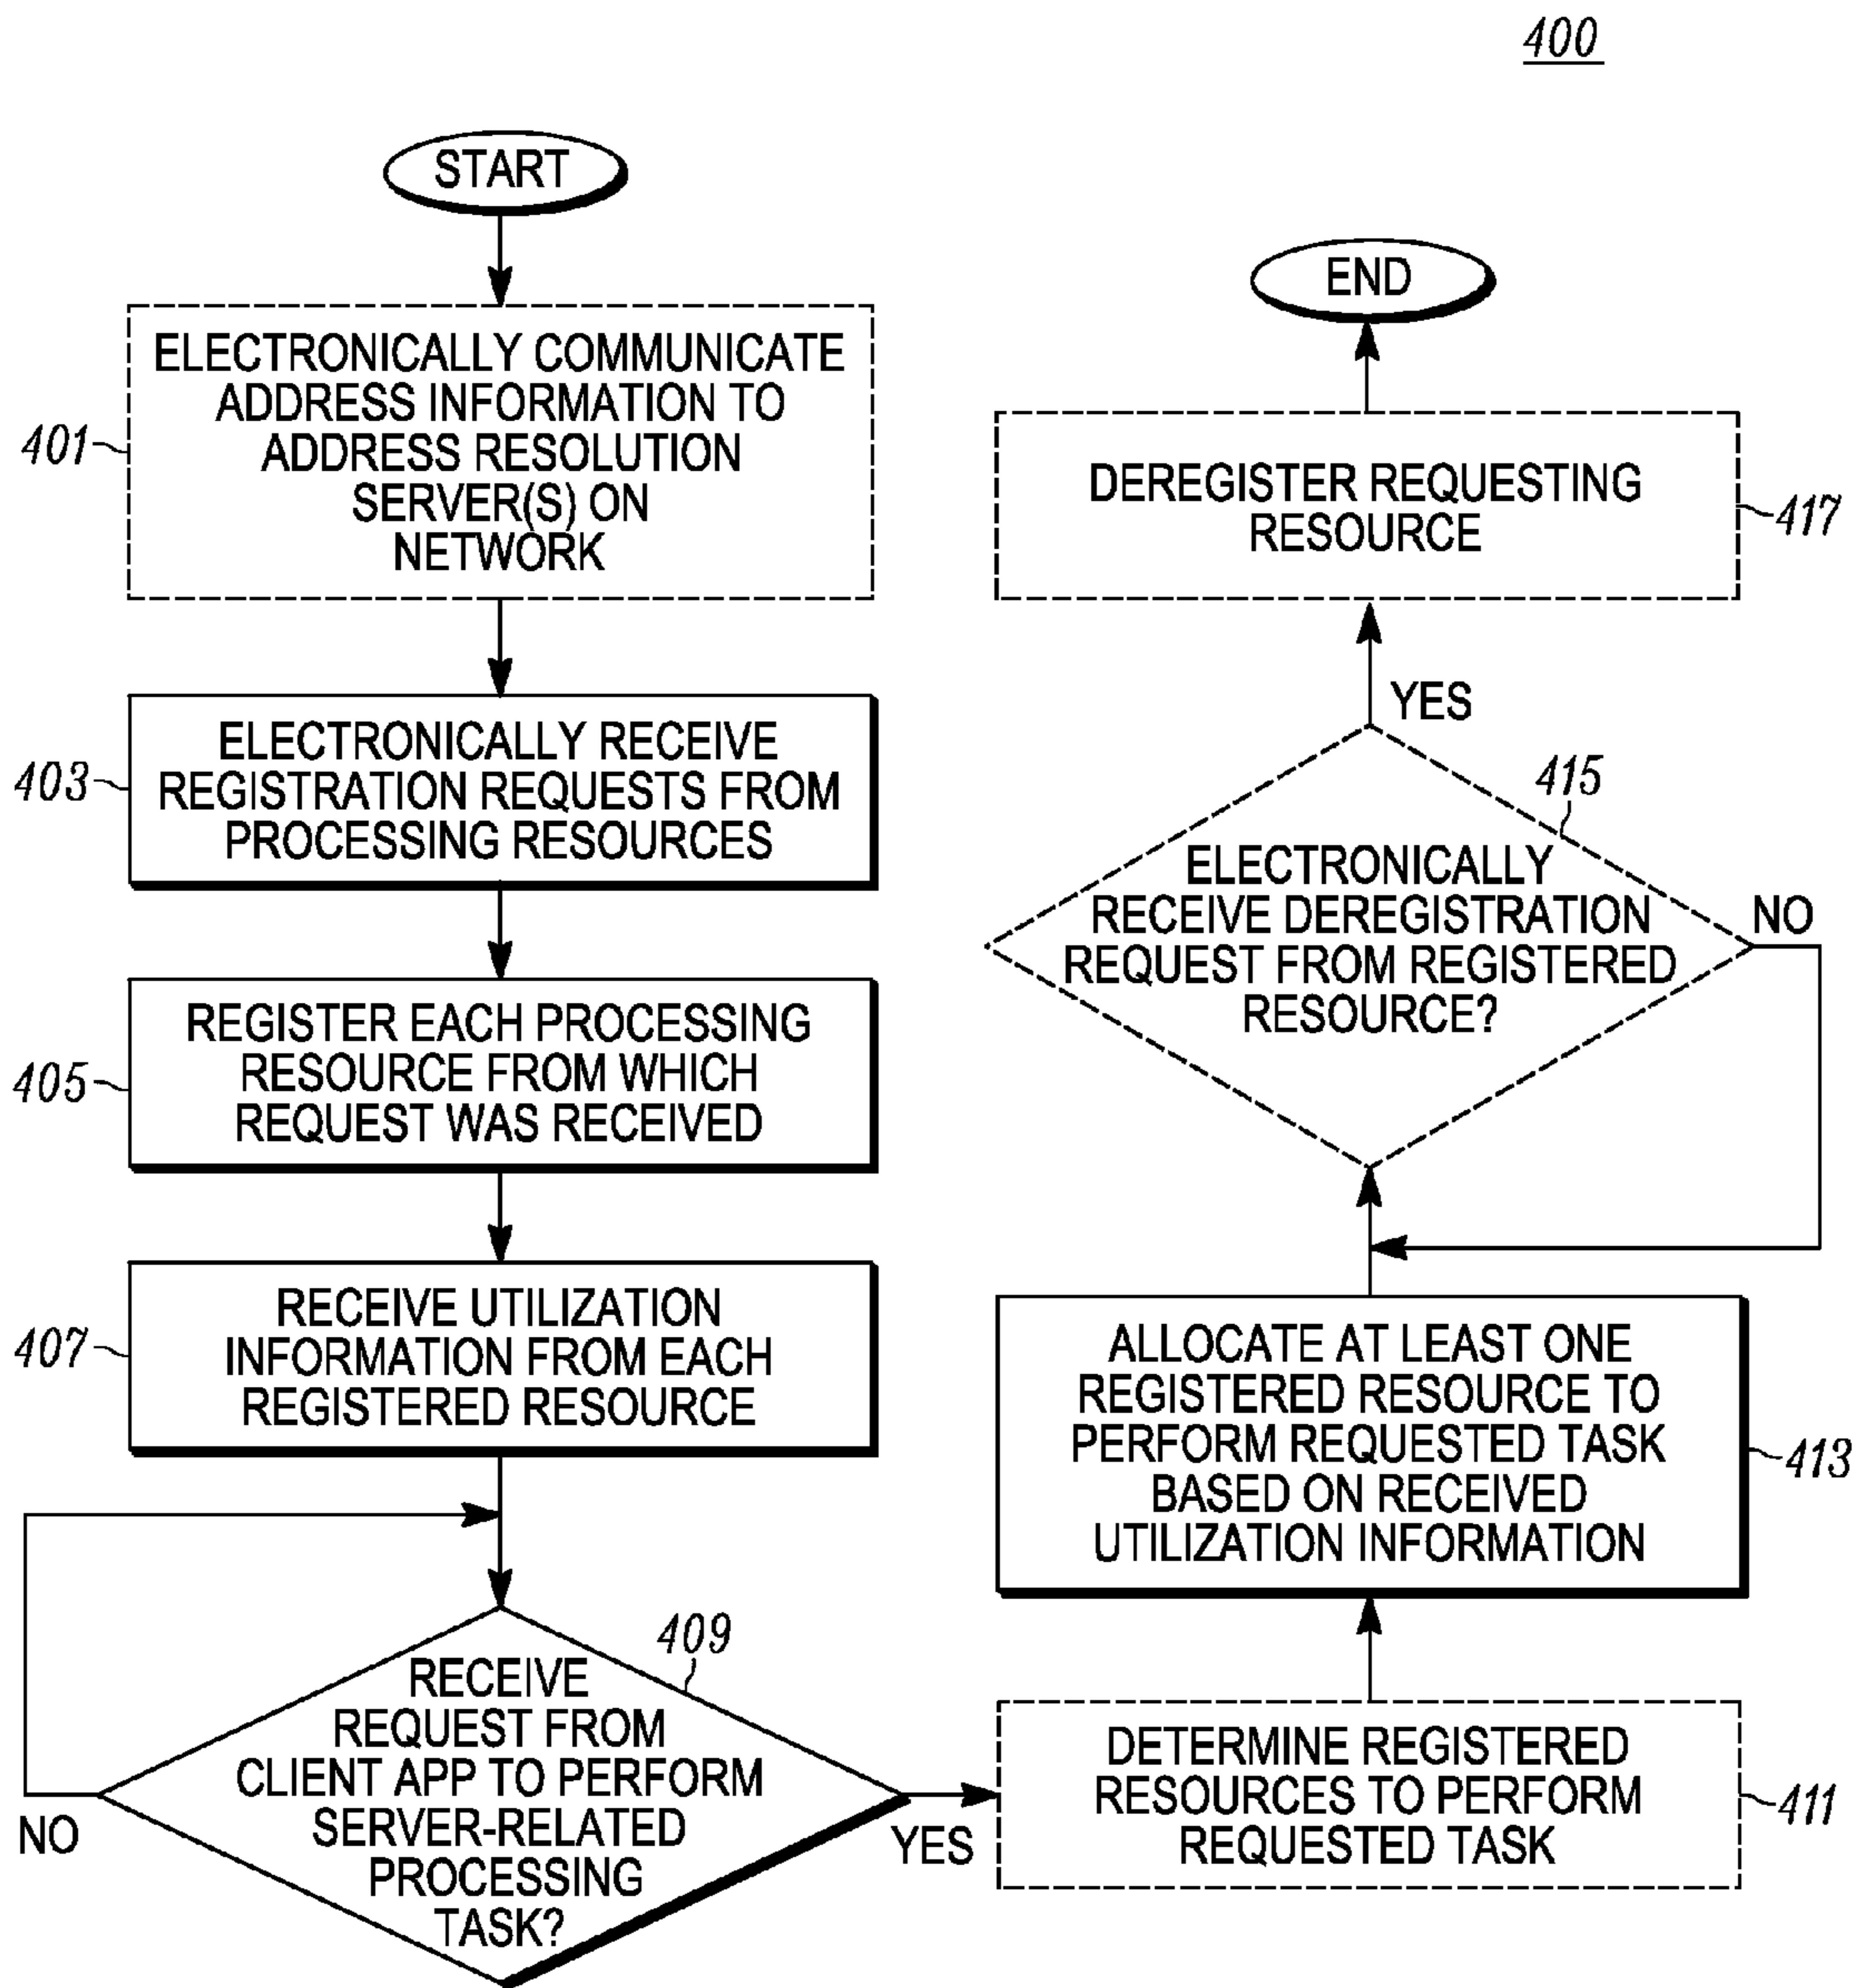 400
START
401
ELECTRONICALLY COMMUNICATE
ADDRESS INFORMATION TO
ADDRESS RESOLUTION
SERVER(S) ON
NETWORK
403
ELECTRONICALLY RECEIVE
REGISTRATION REQUESTS FROM
PROCESSING RESOURCES
405
REGISTER EACH PROCESSING
RESOURCE FROM WHICH
REQUEST WAS RECEIVED
407
RECEIVE UTILIZATION
INFORMATION FROM EACH
REGISTERED RESOURCE
409
RECEIVE
REQUEST FROM
CLIENT APP TO PERFORM
SERVER-RELATED
PROCESSING
TASK?
NO
YES
411
DETERMINE REGISTERED
RESOURCES TO PERFORM
REQUESTED TASK
413
ALLOCATE AT LEAST ONE
REGISTERED RESOURCE TO
PERFORM REQUESTED TASK
BASED ON RECEIVED
UTILIZATION INFORMATION
415
ELECTRONICALLY
RECEIVE DEREGISTRATION
REQUEST FROM REGISTERED
RESOURCE?
NO
YES
417
DEREGISTER REQUESTING
RESOURCE
END